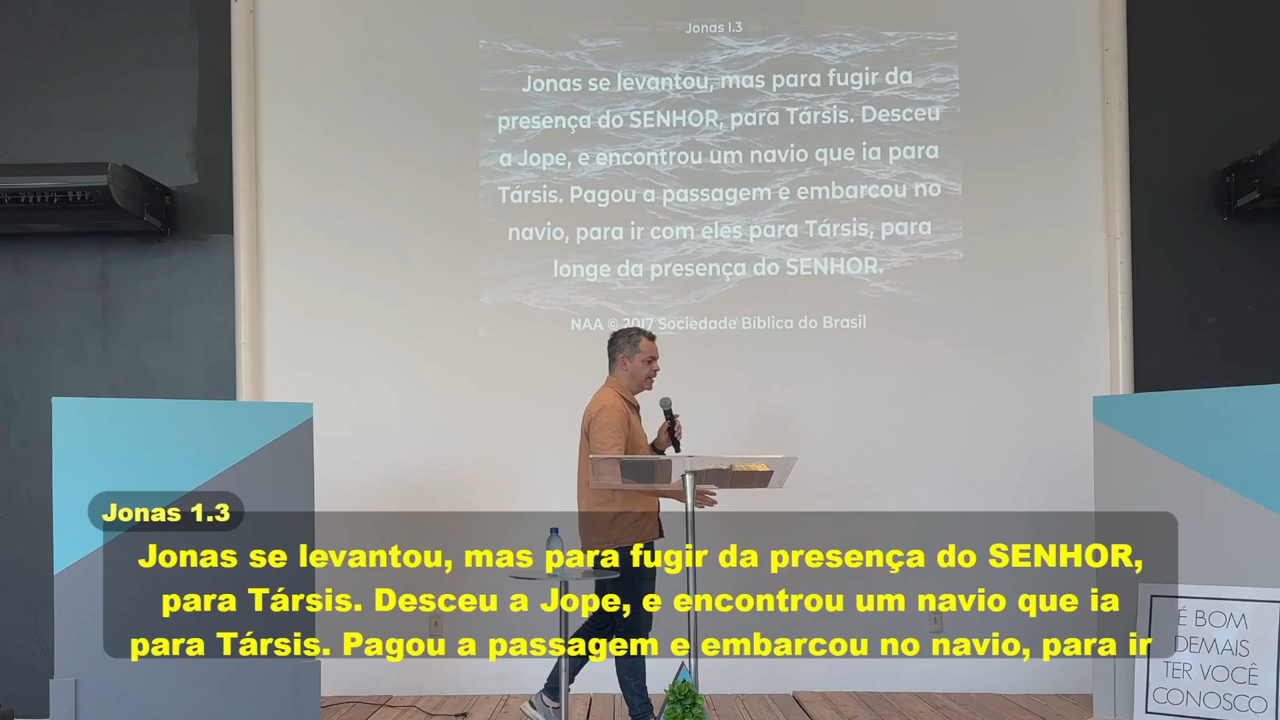 Jonas 1.3
Jonas se levantou, mas para fugir da
presença do SENHOR, para Társis. Desceu
a Jope, e encontrou um navio que ia para
Társis. Pagou a passagem e embarcou no
navio, para ir com eles para Társis, para
longe da presença do SENHOR.
NAA © 2017 Sociedade Bíblica do Brasil
Jonas 1.3
Jonas se levantou, mas para fugir da presença do SENHOR,
para Társis. Desceu a Jope, e encontrou um navio que ia
para Társis. Pagou a passagem e embarcou no navio, para ir
É BOM
DEMAIS
TER VOCÊ
CONOSCO